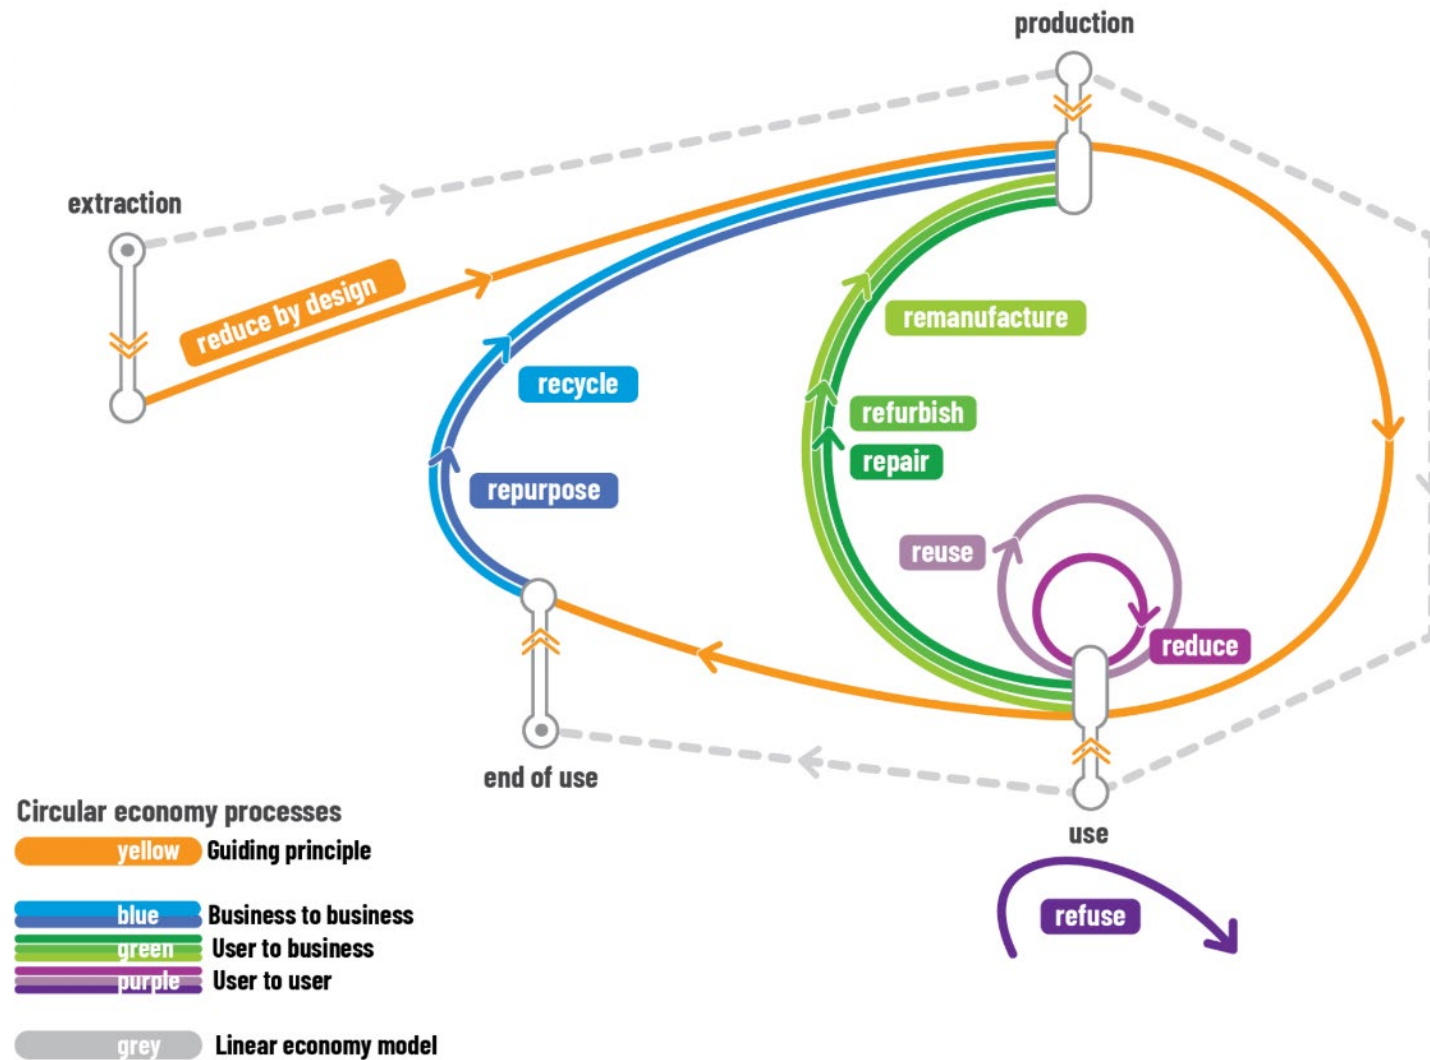 production
extraction
reduce by design
remanufacture
recycle
refurbish
repair
repurpose
reuse
reduce
end of use
use
refuse
Circular economy processes
yellow Guiding principle
blue Business to business
green User to business
purple User to user
grey Linear economy model